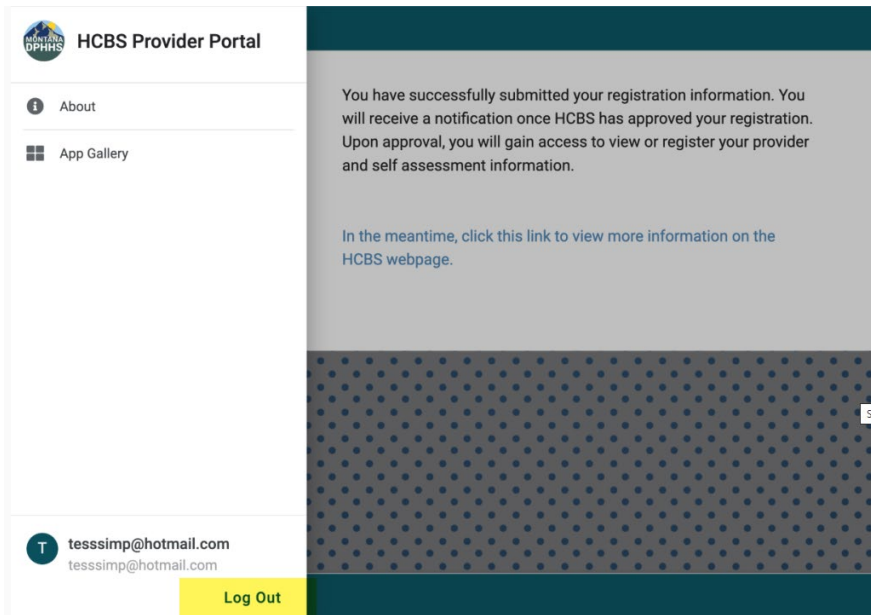 MONTANA
DPHHS
HCBS Provider Portal
About
App Gallery
You have successfully submitted your registration information. You
will receive a notification once HCBS has approved your registration.
Upon approval, you will gain access to view or register your provider
and self assessment information.
In the meantime, click this link to view more information on the
HCBS webpage.
S
T
tesssimp@hotmail.com
tesssimp@hotmail.com
Log Out